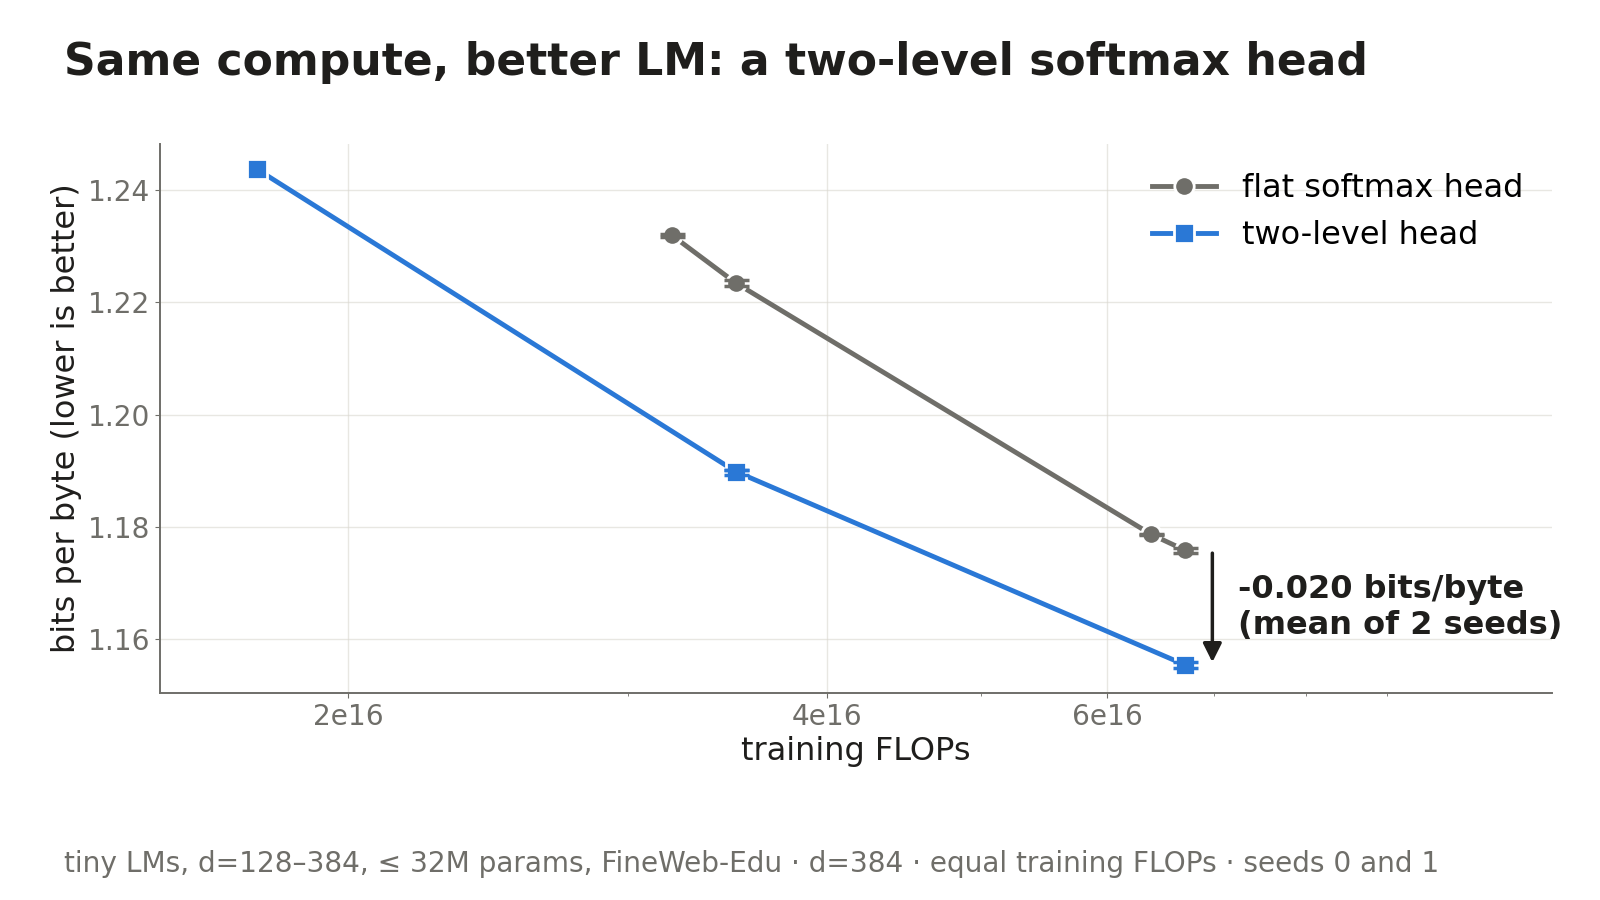 Same compute, better LM: a two-level softmax head
bits per byte (lower is better)
1.24
1.22
1.20
1.18
1.16
flat softmax head
two-level head
-0.020 bits/byte
(mean of 2 seeds)
2e16
4e16
6e16
training FLOPs
tiny LMs, d=128–384, ≤ 32M params, FineWeb-Edu · d=384 · equal training FLOPs · seeds 0 and 1